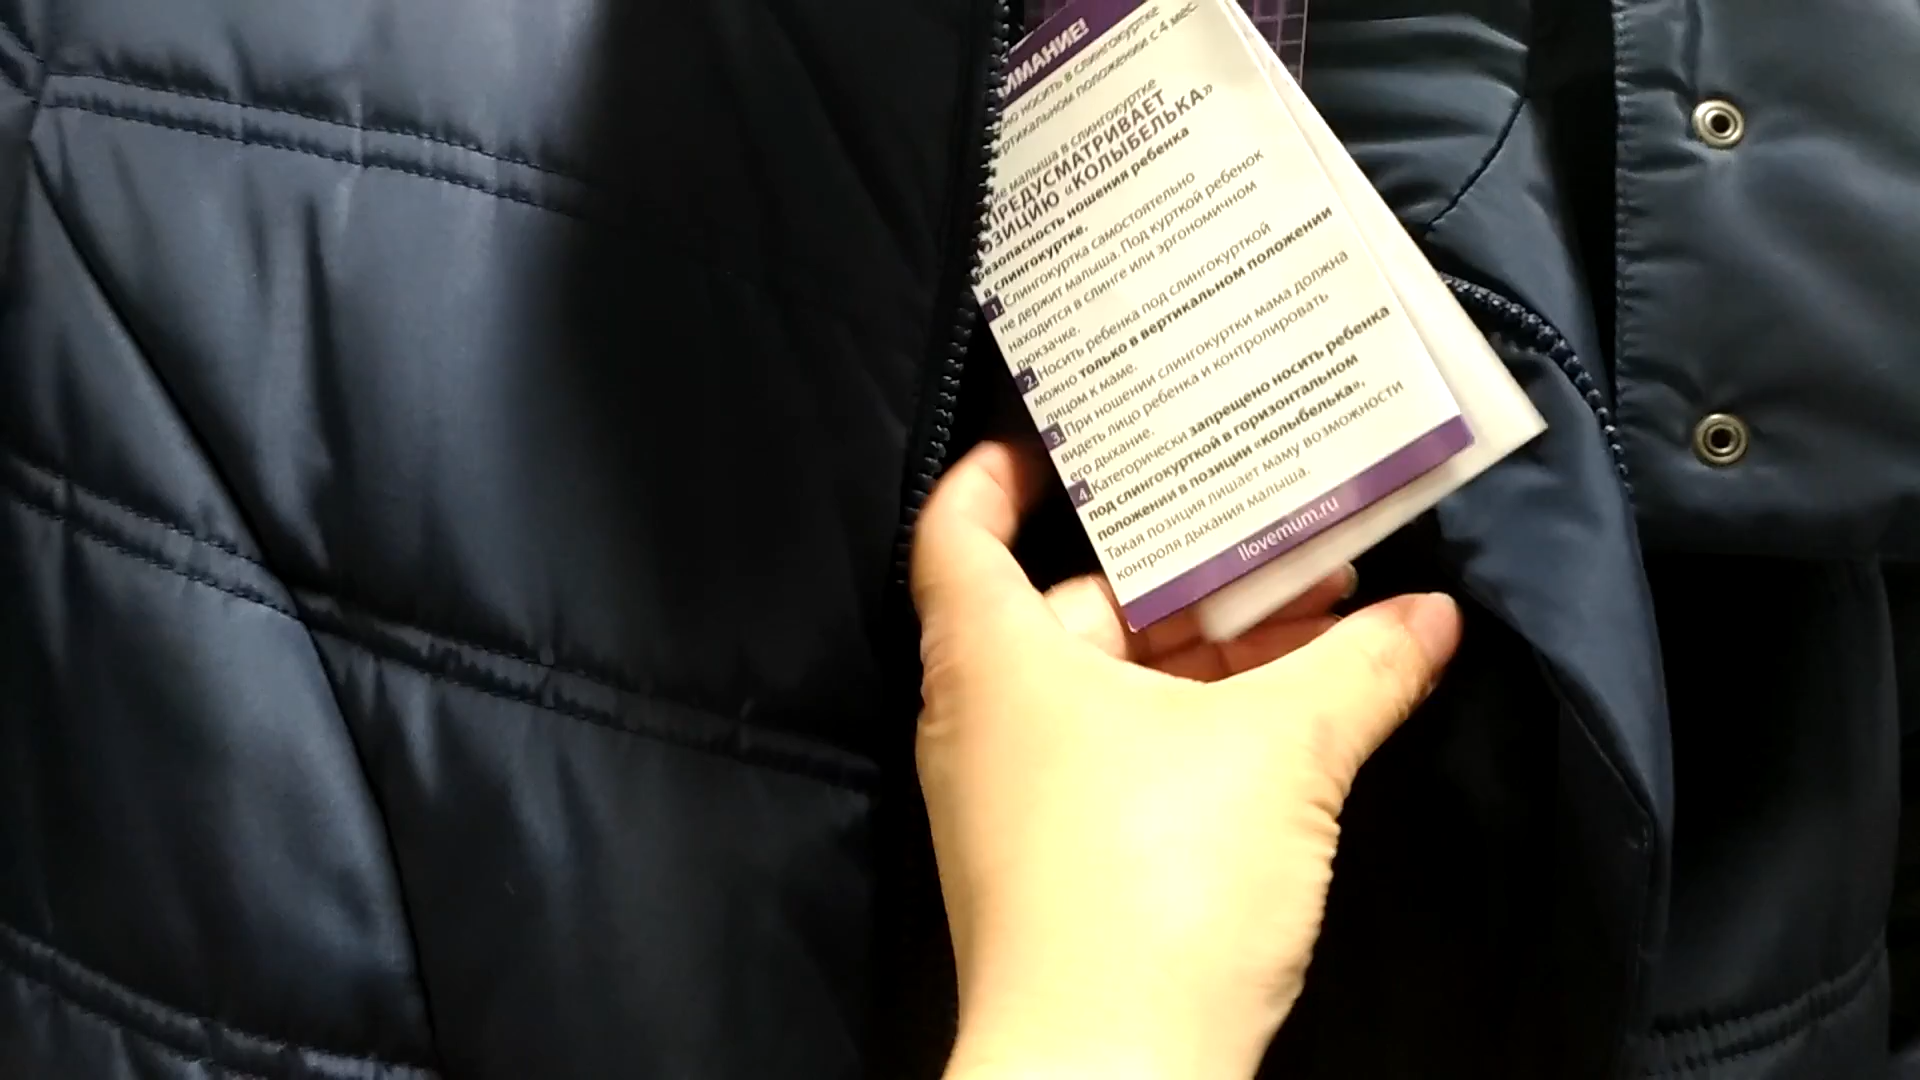 ИМАНИЕ!
носить в слингокуртке
ертикальном положении с 4 мес.
ие малыша в слингокуртке
ПРЕДУСМАТРИВАЕТ
ОЗИЦИЮ «КОЛЫБЕЛЬКА»
Безопасность ношения ребенка
в слингокуртке.
1. Слингокуртка самостоятельно
не держит малыша. Под курткой ребенок
находится в слинге или эргономичном
рюкзачке.
2. Носить ребенка под слингокурткой
можно только в вертикальном положении
лицом к маме.
3. При ношении слингокуртки мама должна
видеть лицо ребенка и контролировать
его дыхание.
4. Категорически запрещено носить ребенка
под слингокурткой в горизонтальном
положении в позиции «колыбелька».
Такая позиция лишает маму возможности
контроля дыхания малыша.
ilovemum.ru